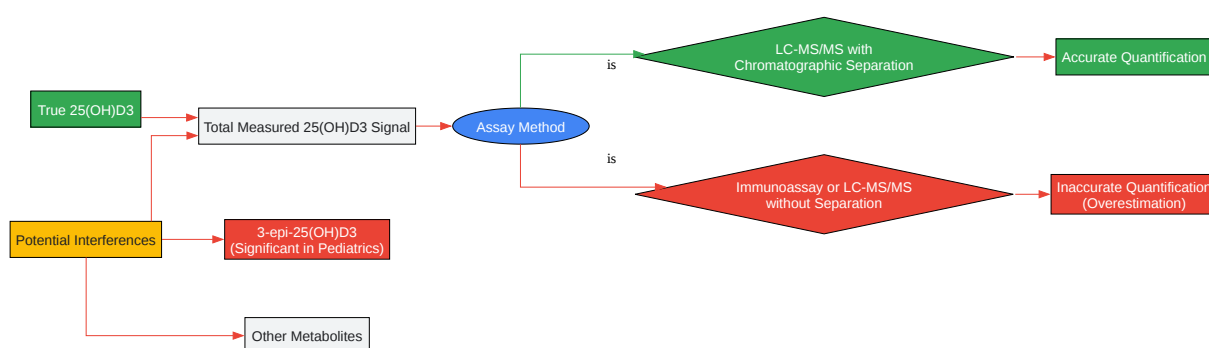 True 25(OH)D3
Total Measured 25(OH)D3 Signal
Potential Interferences
3-epi-25(OH)D3
(Significant in Pediatrics)
Other Metabolites
Assay Method
is
LC-MS/MS with
Chromatographic Separation
Accurate Quantification
is
Immunoassay or LC-MS/MS
without Separation
Inaccurate Quantification
(Overestimation)